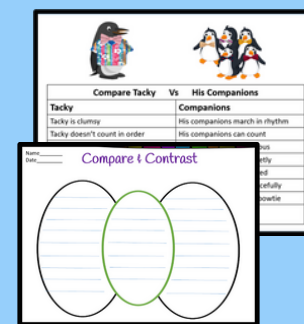 Compare Tacky Vs His Companions
Tacky Companions
Tacky is clumsy His companions march in rhythm
Tacky doesn't count in order His companions can count
Name
Date
Compare & Contrast
bowtie